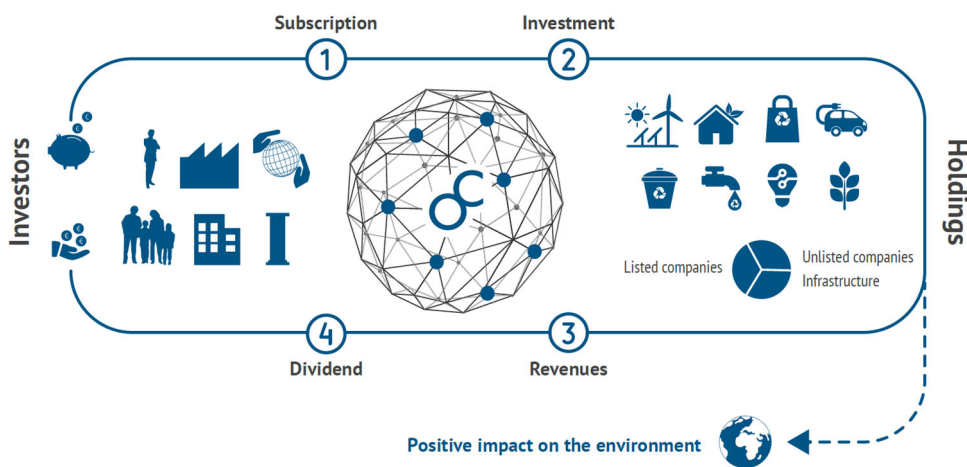 Subscription
Investment
1
2
Investors
Holdings
OC
Listed companies
Unlisted companies
Infrastructure
4
3
Dividend
Revenues
Positive impact on the environment